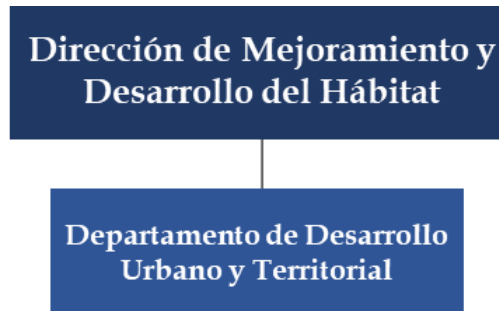 Dirección de Mejoramiento y
Desarrollo del Hábitat
Departamento de Desarrollo
Urbano y Territorial